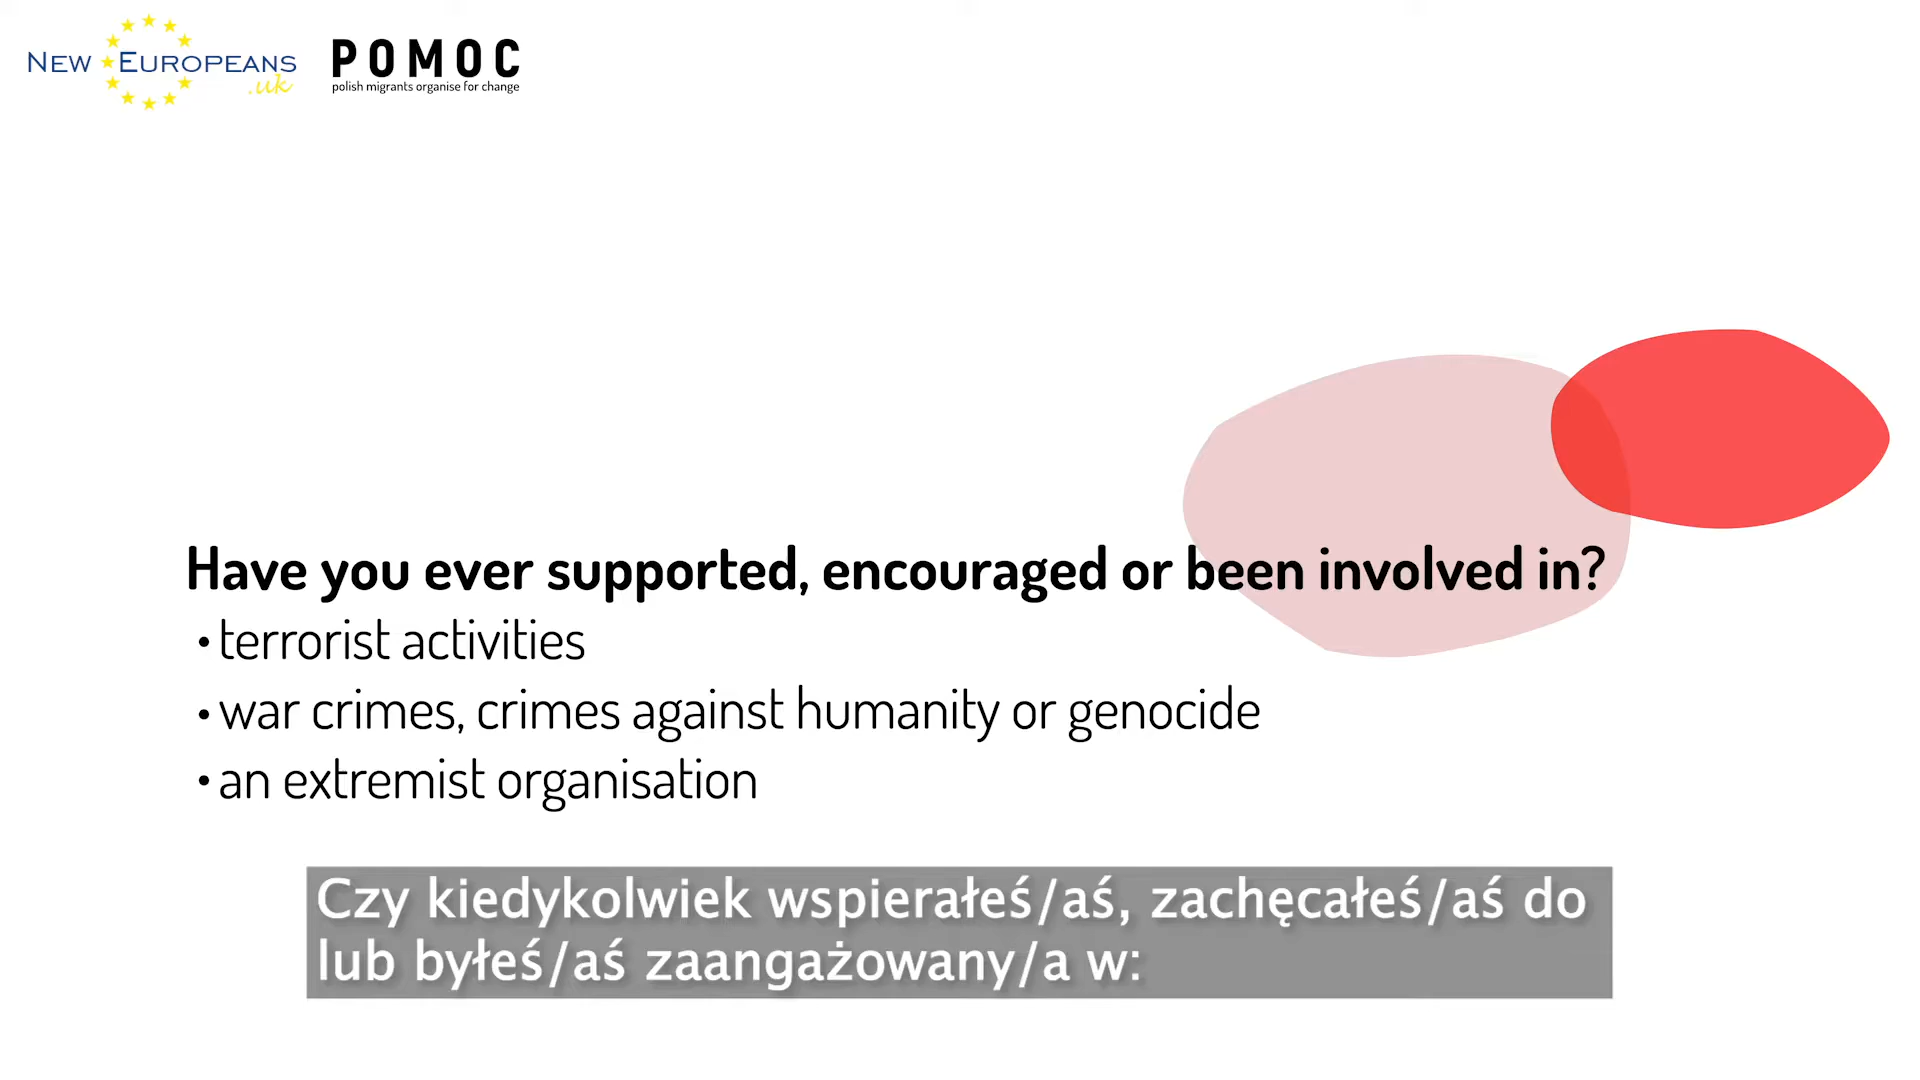 NEW EUROPEANS
.uk
POMOC
polish migrants organise for change
Have you ever supported, encouraged or been involved in?
• terrorist activities
• war crimes, crimes against humanity or genocide
• an extremist organisation
Czy kiedykolwiek wspierałeś/aś, zachęcałeś/aś do
lub byłeś/aś zaangażowany/a w: